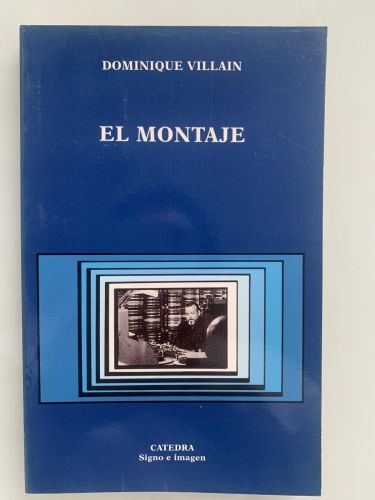 DOMINIQUE VILLAIN
EL MONTAJE
CATEDRA
Signo e imagen